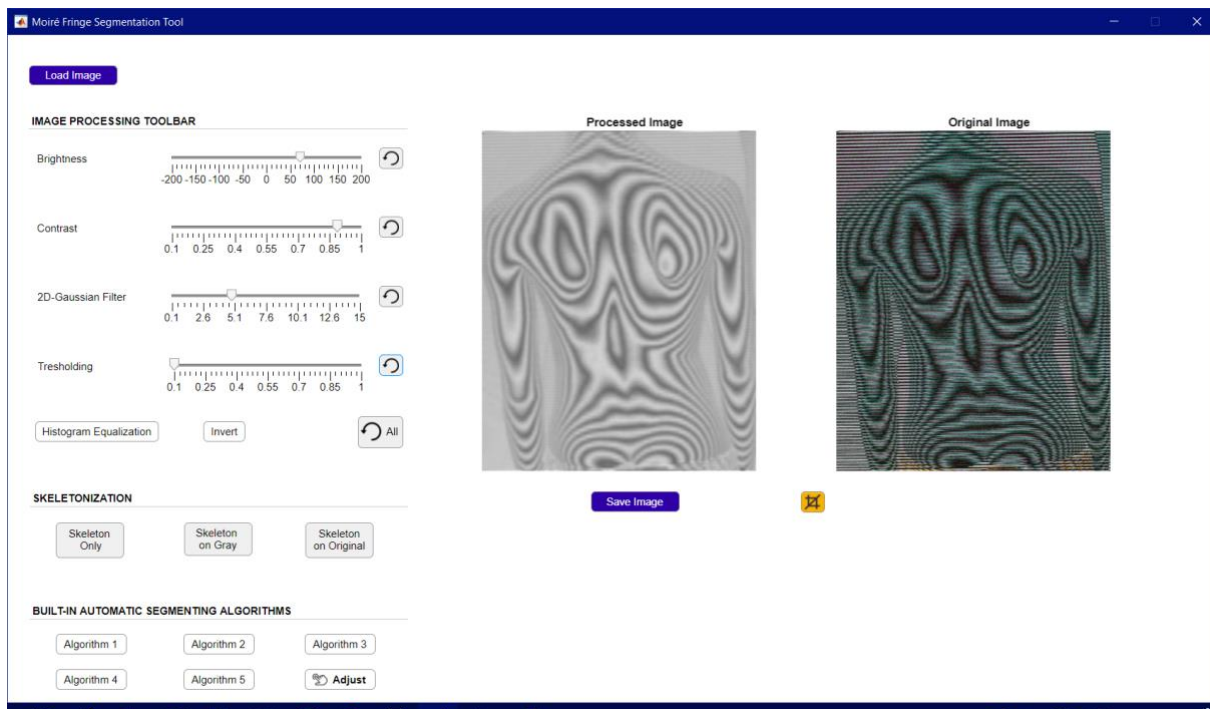 Moiré Fringe Segmentation Tool
Load Image
IMAGE PROCESSING TOOLBAR
Processed Image
Original Image
Brightness
-200 -150 -100 -50 0 50 100 150 200
Contrast
0.1 0.25 0.4 0.55 0.7 0.85 1
2D-Gaussian Filter
0.1 2.6 5.1 7.6 10.1 12.6 15
Tresholding
0.1 0.25 0.4 0.55 0.7 0.85 1
Histogram Equalization
Invert
All
Save Image
SKELETONIZATION
Skeleton
Only
Skeleton
on Gray
Skeleton
on Original
BUILT-IN AUTOMATIC SEGMENTING ALGORITHMS
Algorithm 1
Algorithm 2
Algorithm 3
Algorithm 4
Algorithm 5
Adjust